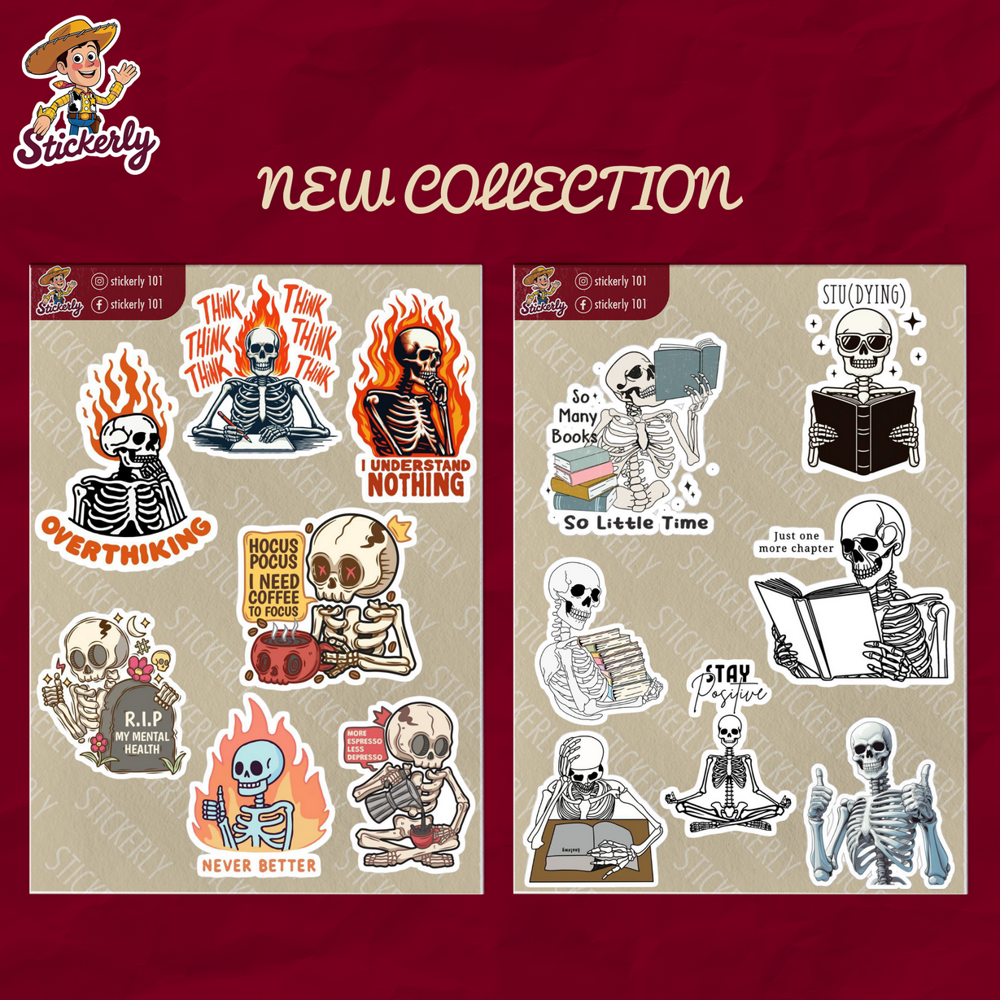 Stickerly
NEW COLLECTION
Stickerly
stickerly 101
stickerly 101
THINK THINK
THINK THINK
THINK THINK
I UNDERSTAND
NOTHING
OVERTHIKING
HOCUS
POCUS
I NEED
COFFEE
TO FOCUS
R.I.P
MY MENTAL
HEALTH
MORE
ESPRESSO
LESS
DEPRESSO
NEVER BETTER
Stickerly
stickerly 101
stickerly 101
STU(DYING)
So
Many
Books
So Little Time
Just one
more chapter
STAY
Positive
STICKERLY